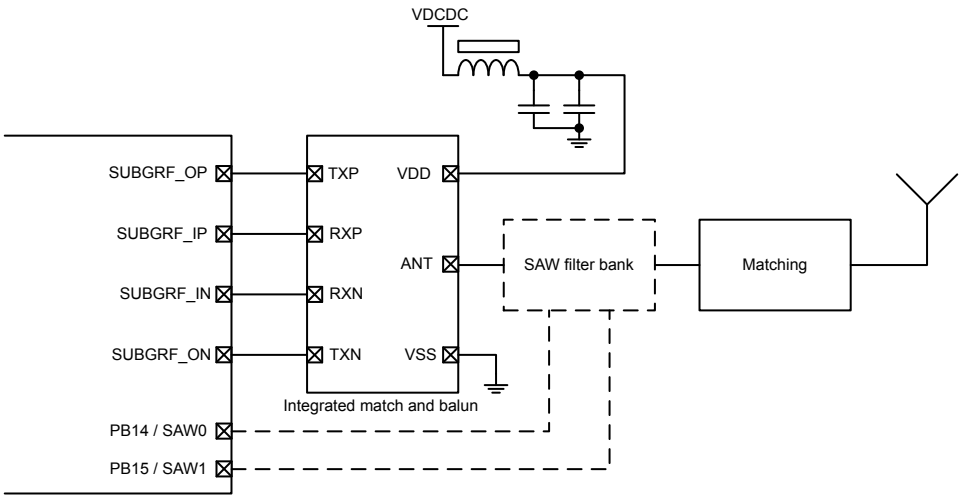 VDCDC
SUBGRF_OP
TXP
VDD
SUBGRF_IP
RXP
ANT
SAW filter bank
Matching
SUBGRF_IN
RXN
SUBGRF_ON
TXN
VSS
Integrated match and balun
PB14 / SAW0
PB15 / SAW1